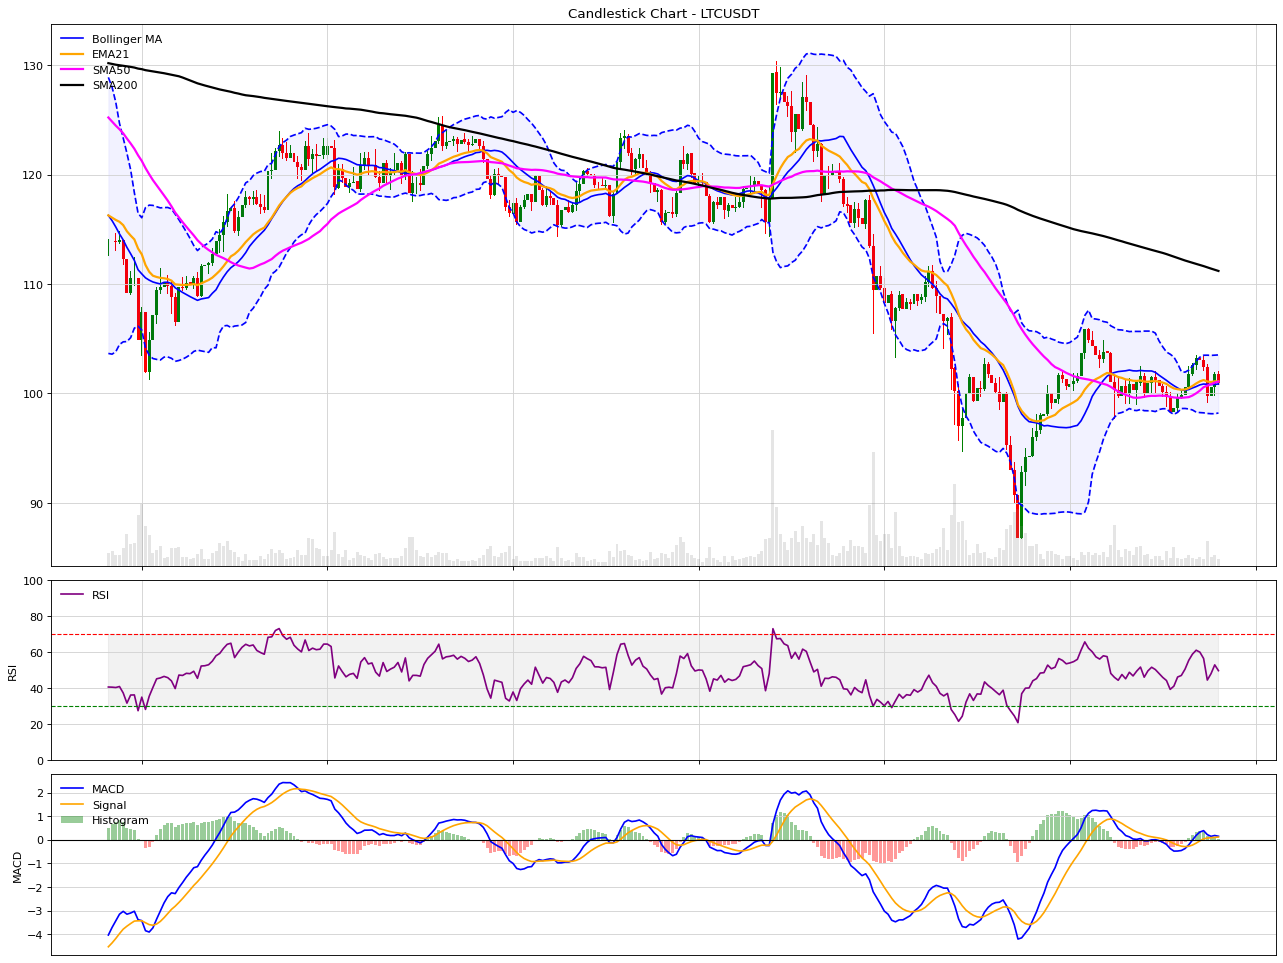 Candlestick Chart - LTCUSDT
Bollinger MA
EMA21
SMA50
SMA200
130
120
110
100
90
RSI
100
80
60
40
20
0
RSI
MACD
Signal
Histogram
2
1
0
−1
−2
−3
−4
MACD